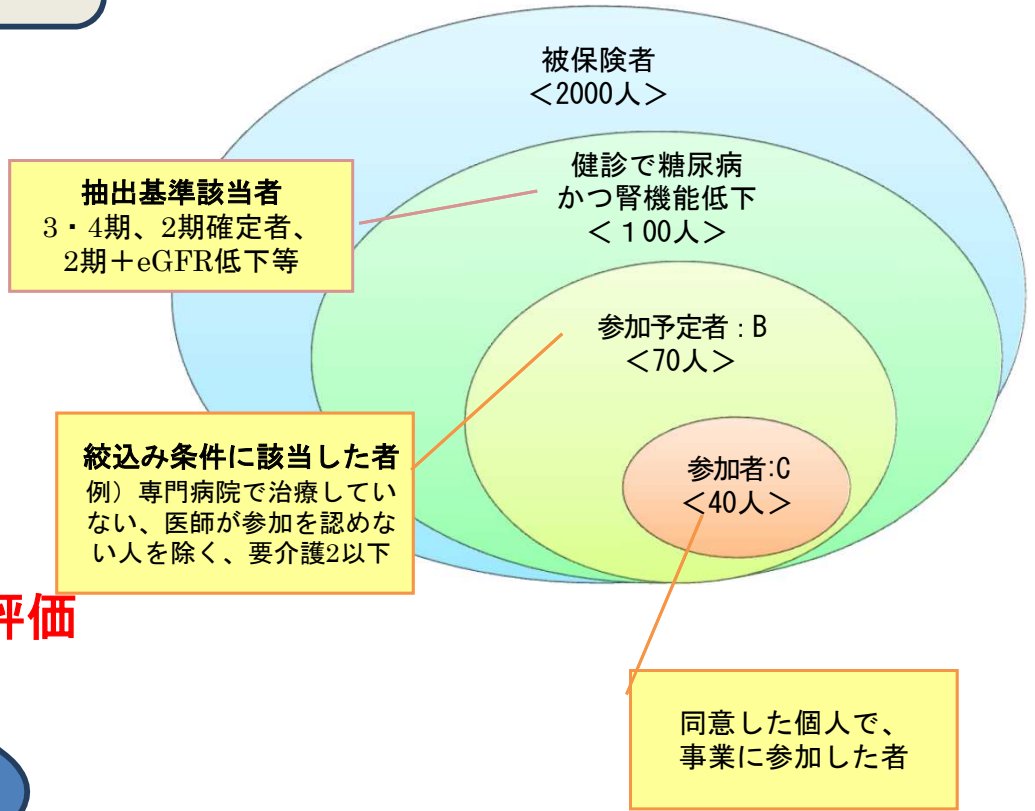 被保険者
＜2000人＞
健診で糖尿病
かつ腎機能低下
＜１00人＞
抽出基準該当者
3・4期、2期確定者、
2期＋eGFR低下等
参加予定者：B
＜70人＞
絞込み条件に該当した者
例）専門病院で治療してい
ない、医師が参加を認めな
い人を除く、要介護2以下
参加者:C
＜40人＞
評価
同意した個人で、
事業に参加した者